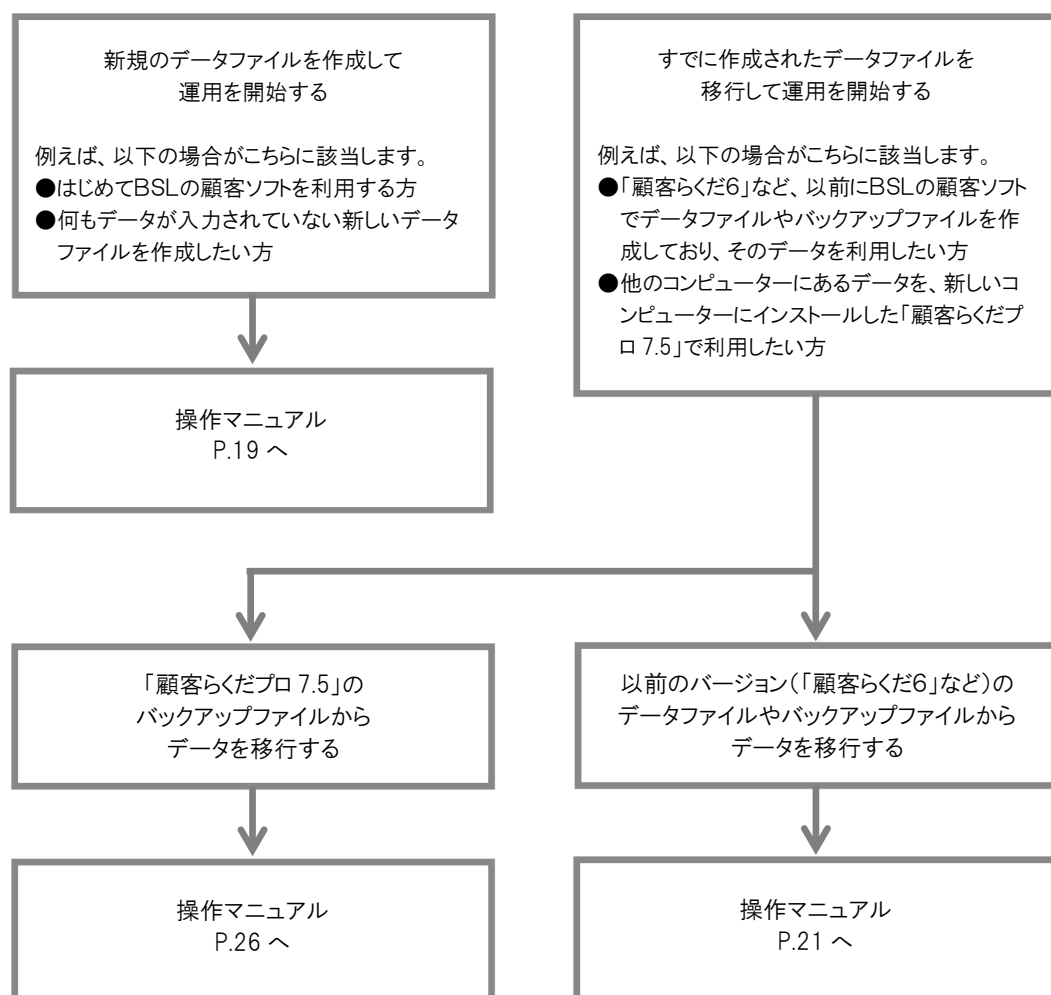 新規のデータファイルを作成して
運用を開始する
例えば、以下の場合がこちらに該当します。
●はじめてBSLの顧客ソフトを利用する方
●何もデータが入力されていない新しいデータ
ファイルを作成したい方
操作マニュアル
P.19 へ
すでに作成されたデータファイルを
移行して運用を開始する
例えば、以下の場合がこちらに該当します。
●「顧客らくだ6」など、以前にBSLの顧客ソフト
でデータファイルやバックアップファイルを作
成しており、そのデータを利用したい方
●他のコンピューターにあるデータを、新しいコ
ンピューターにインストールした「顧客らくだプ
ロ 7.5」で利用したい方
「顧客らくだプロ 7.5」の
バックアップファイルから
データを移行する
操作マニュアル
P.26 へ
以前のバージョン(「顧客らくだ6」など)の
データファイルやバックアップファイルから
データを移行する
操作マニュアル
P.21 へ